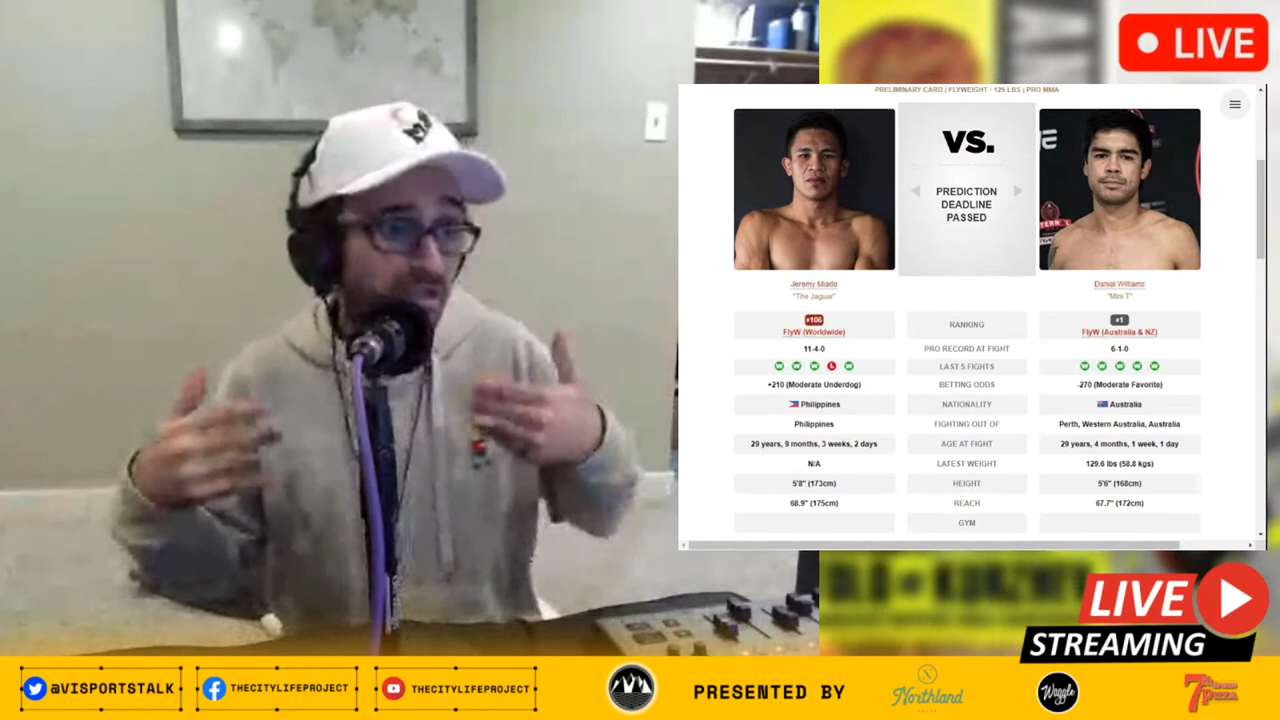 LIVE
PRELIMINARY CARD | FLYWEIGHT · 125 LBS | PRO MMA
VS.
PREDICTION
DEADLINE
PASSED
Jeremy Miado
"The Jaguar"
Danial Williams
"Mini T"
#106
FlyW (Worldwide)
RANKING
#1
FlyW (Australia & NZ)
11-4-0
PRO RECORD AT FIGHT
6-1-0
W W W L W
LAST 5 FIGHTS
W W W W W
+210 (Moderate Underdog)
BETTING ODDS
-270 (Moderate Favorite)
Philippines
NATIONALITY
Australia
Philippines
FIGHTING OUT OF
Perth, Western Australia, Australia
29 years, 9 months, 3 weeks, 2 days
AGE AT FIGHT
29 years, 4 months, 1 week, 1 day
N/A
LATEST WEIGHT
129.6 lbs (58.8 kgs)
5'8" (173cm)
HEIGHT
5'6" (168cm)
68.9" (175cm)
REACH
67.7" (172cm)
GYM
LIVE
STREAMING
@VISPORTSTALK
THECITYLIFEPROJECT
THECITYLIFEPROJECT
PRESENTED BY
Northland
Waggle
PIZZA